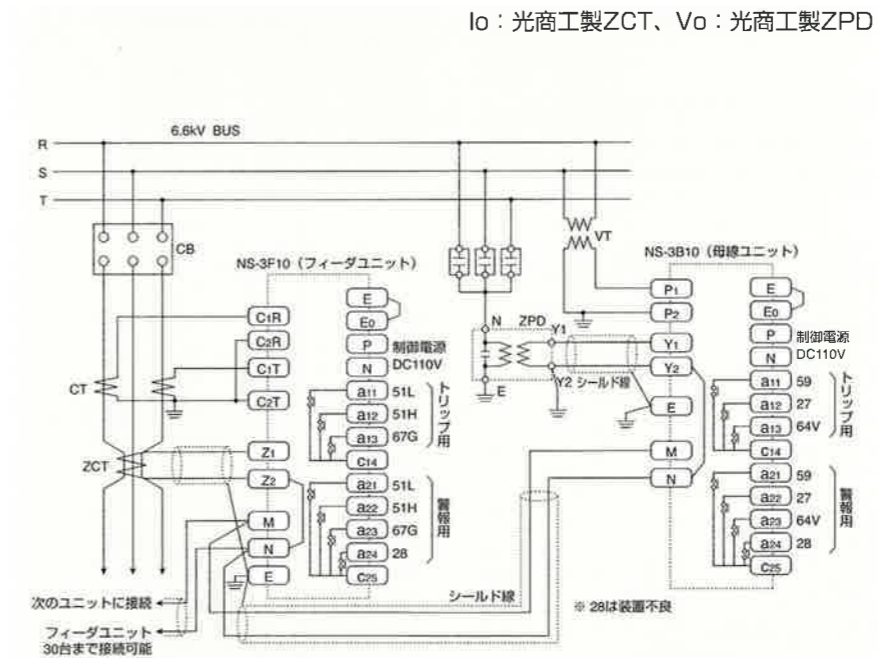 Io：光商工製ZCT、Vo：光商工製ZPD
6.6kV BUS
R
S
T
CB
VT
NS-3F10（フィーダユニット）
NS-3B10（母線ユニット）
C1R
C2R
C1T
C2T
CT
ZCT
Z1
Z2
M
N
E
E
E0
P
N
制御電源
DC110V
a11 51L
a12 51H
a13 67G
C14
トリップ用
a21 51L
a22 51H
a23 67G
a24 28
C25
警報用
N ZPD Y1
Y2 シールド線
E
P1
P2
Y1
Y2
E
M
N
E
E0
P
N
制御電源
DC110V
a11 59
a12 27
a13 64V
C14
トリップ用
a21 59
a22 27
a23 64V
a24 28
C25
警報用
シールド線
※ 28は装置不良
次のユニットに接続
フィーダユニット
30台まで接続可能